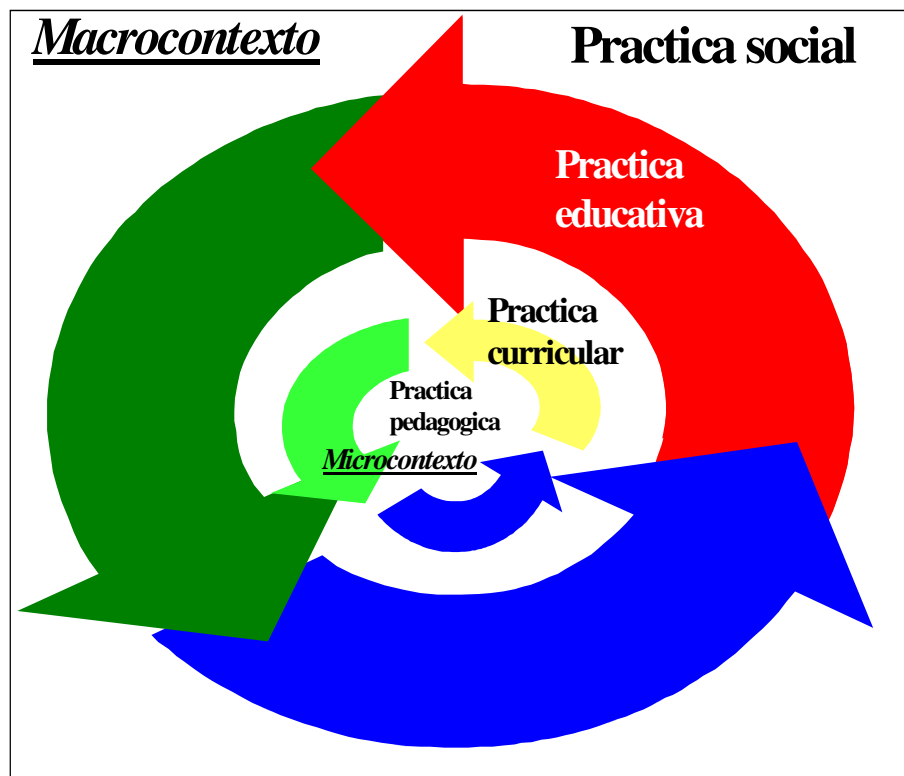 Macrocontexto
Practica social
Practica
educativa
Practica
curricular
Practica
pedagogica
Microcontexto